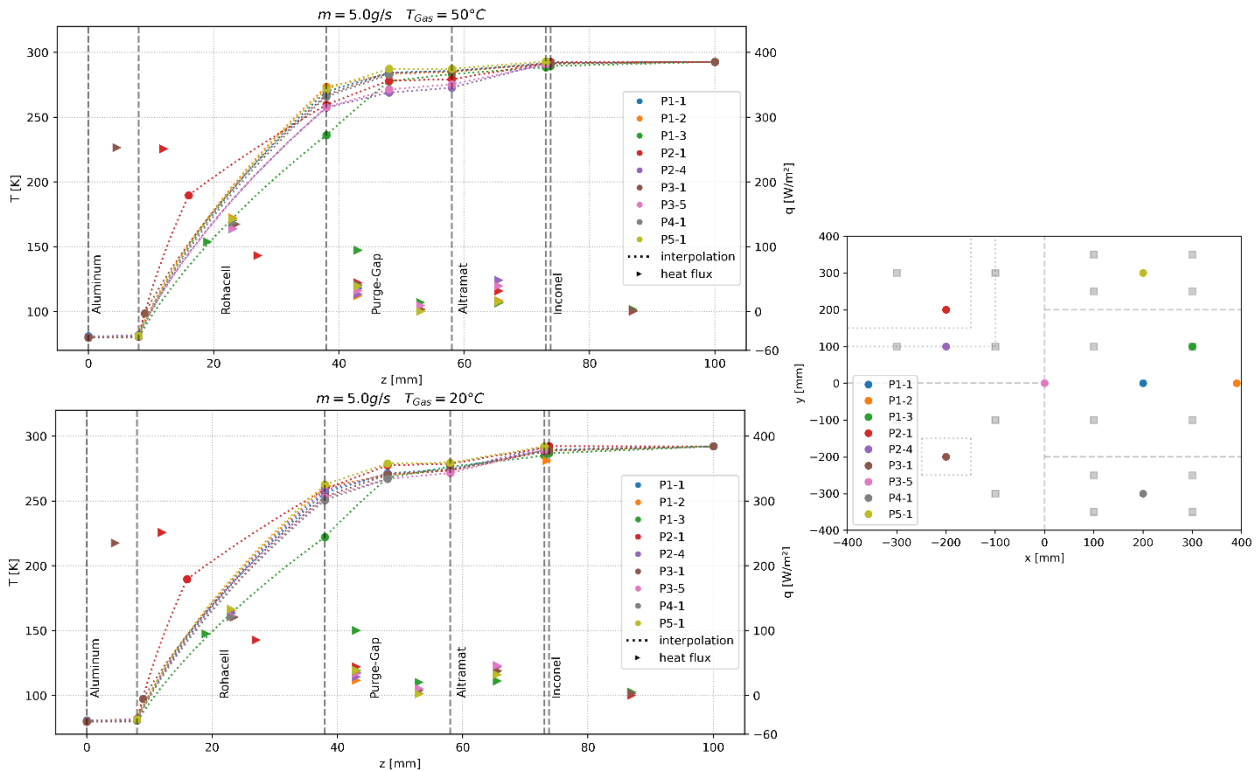 ṁ = 5.0g/s T_Gas = 50°C
300
250
200
150
100
T [K]
400
300
200
100
0
−60
q [W/m²]
Aluminum
Rohacell
Purge-Gap
Altramat
Inconel
P1-1
P1-2
P1-3
P2-1
P2-4
P3-1
P3-5
P4-1
P5-1
interpolation
heat flux
0 20 40 60 80 100
z [mm]
ṁ = 5.0g/s T_Gas = 20°C
300
250
200
150
100
T [K]
400
300
200
100
0
−60
q [W/m²]
Aluminum
Rohacell
Purge-Gap
Altramat
Inconel
P1-1
P1-2
P1-3
P2-1
P2-4
P3-1
P3-5
P4-1
P5-1
interpolation
heat flux
0 20 40 60 80 100
z [mm]
400
300
200
100
0
−100
−200
−300
−400
y [mm]
P1-1
P1-2
P1-3
P2-1
P2-4
P3-1
P3-5
P4-1
P5-1
−400 −300 −200 −100 0 100 200 300 400
x [mm]